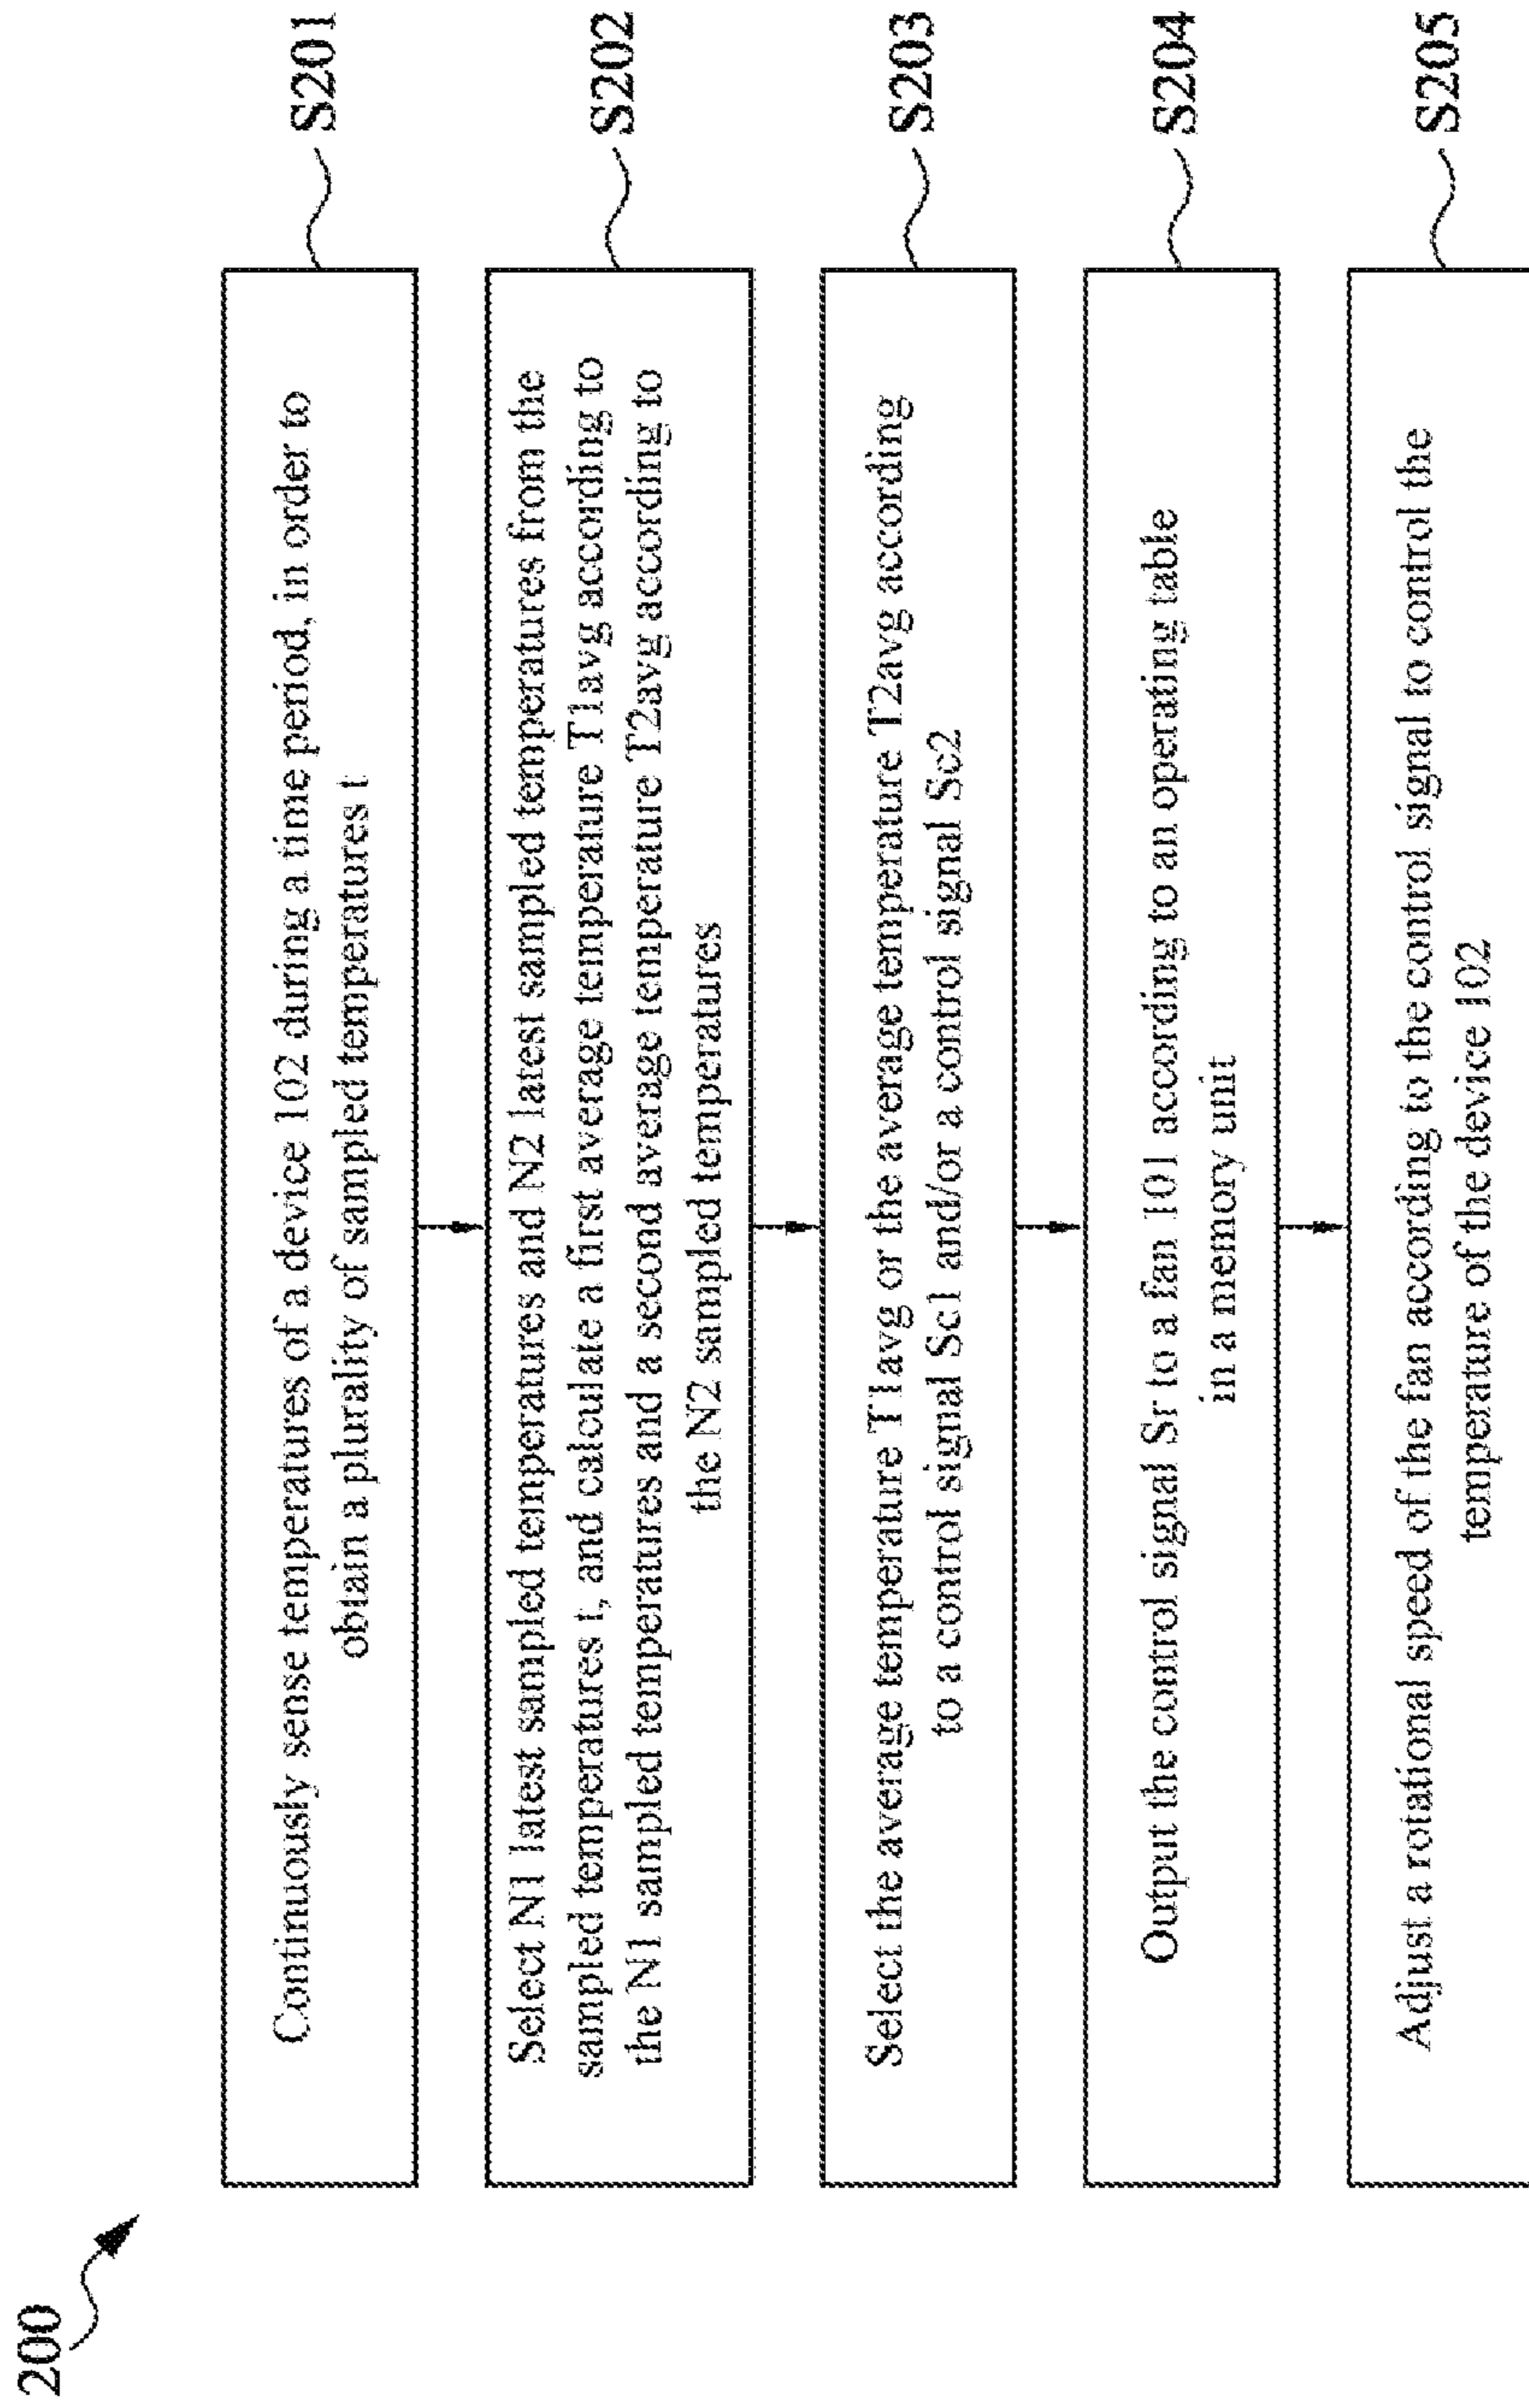 200
Continuously sense temperatures of a device 102 during a time period, in order to
obtain a plurality of sampled temperatures t
S201
Select N1 latest sampled temperatures and N2 latest sampled temperatures from the
sampled temperatures t, and calculate a first average temperature T1avg according to
the N1 sampled temperatures and a second average temperature T2avg according to
the N2 sampled temperatures
S202
Select the average temperature T1avg or the average temperature T2avg according
to a control signal Sc1 and/or a control signal Sc2
S203
Output the control signal Sr to a fan 101 according to an operating table
in a memory unit
S204
Adjust a rotational speed of the fan according to the control signal to control the
temperature of the device 102
S205